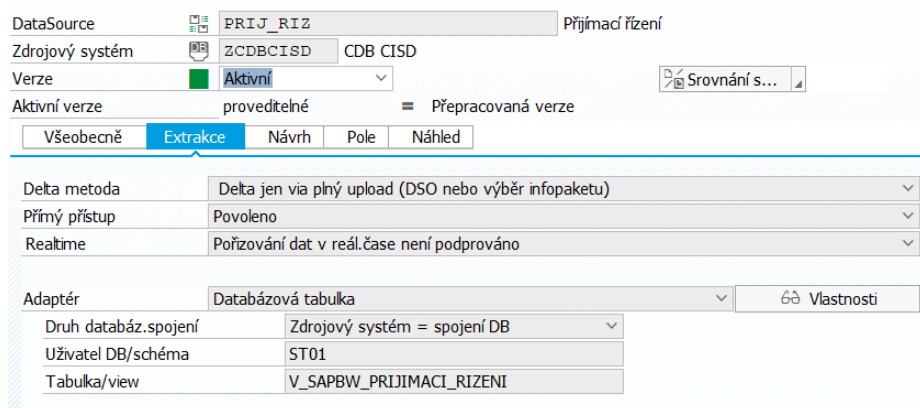 DataSource PRIJ_RIZ Přijímací řízení
Zdrojový systém ZCDBCISD CDB CISD
Verze Aktivní Srovnání s...
Aktivní verze proveditelné = Přepracovaná verze
Všeobecně Extrakce Návrh Pole Náhled
Delta metoda Delta jen via plný upload (DSO nebo výběr infopaketu)
Přímý přístup Povoleno
Realtime Pořizování dat v reál.čase není podprováno
Adaptér Databázová tabulka Vlastnosti
Druh databáz.spojení Zdrojový systém = spojení DB
Uživatel DB/schéma ST01
Tabulka/view V_SAPBW_PRIJIMACI_RIZENI